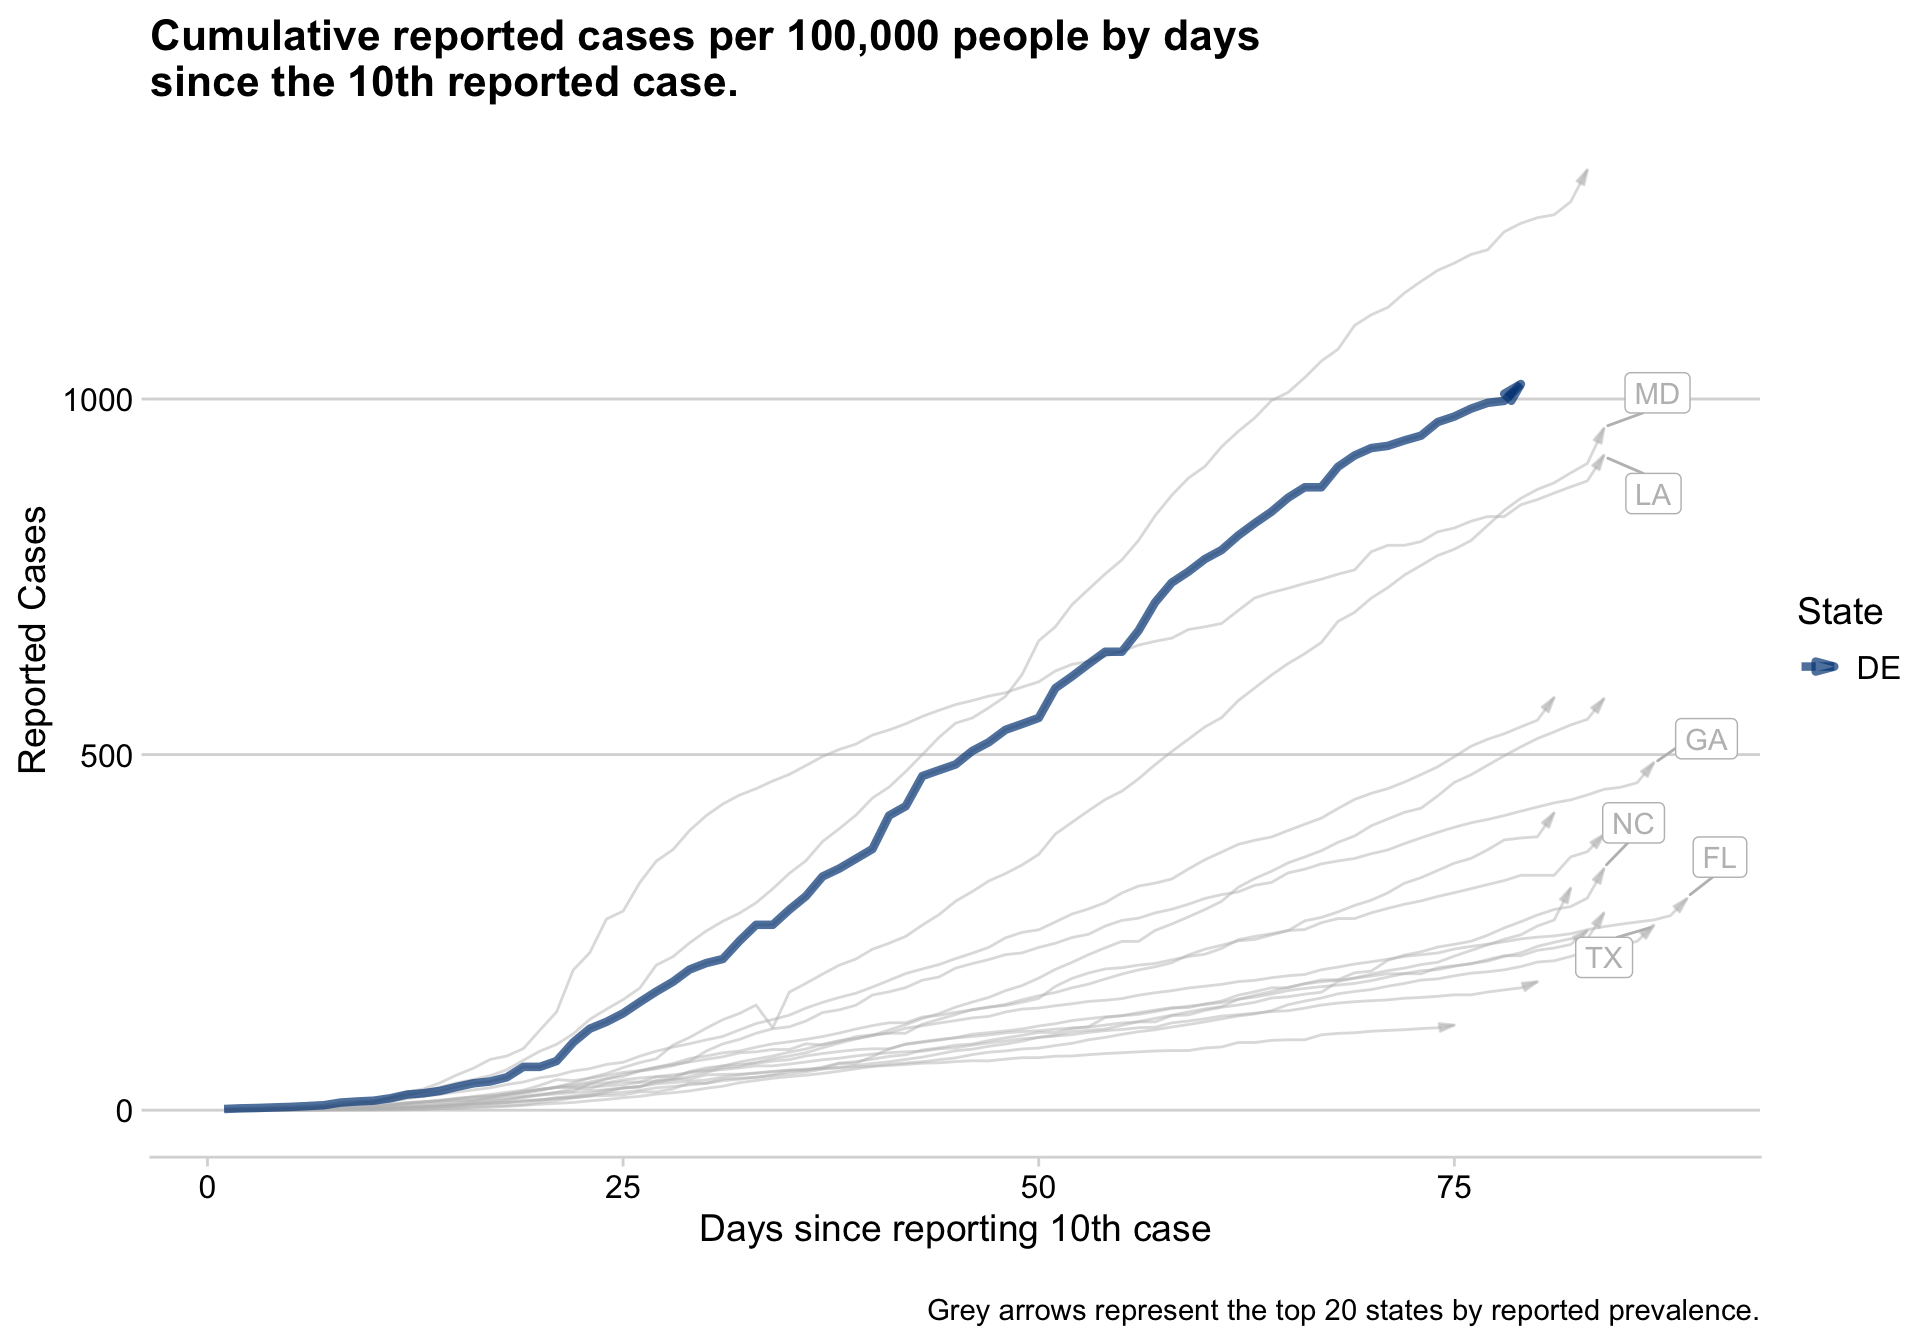 Cumulative reported cases per 100,000 people by days
since the 10th reported case.
Reported Cases
1000
500
0
MD
LA
GA
NC
FL
TX
State
DE
0
25
50
75
Days since reporting 10th case
Grey arrows represent the top 20 states by reported prevalence.